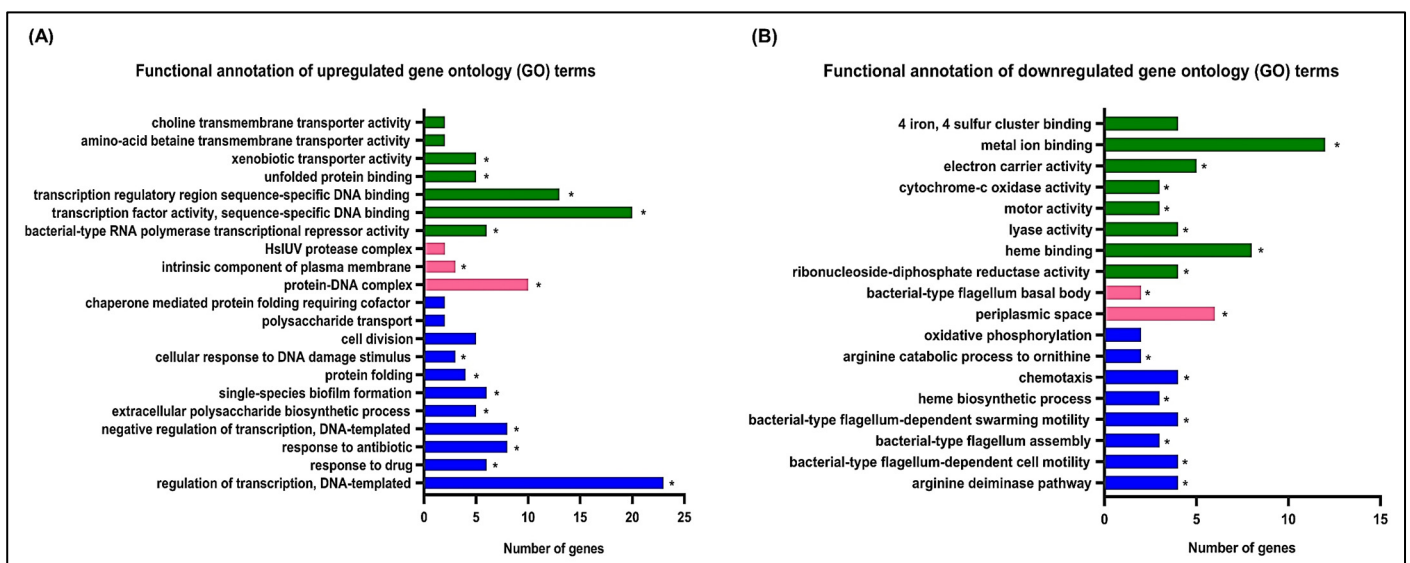 (A)
Functional annotation of upregulated gene ontology (GO) terms
choline transmembrane transporter activity
amino-acid betaine transmembrane transporter activity
xenobiotic transporter activity *
unfolded protein binding *
transcription regulatory region sequence-specific DNA binding *
transcription factor activity, sequence-specific DNA binding *
bacterial-type RNA polymerase transcriptional repressor activity *
HslUV protease complex
intrinsic component of plasma membrane *
protein-DNA complex *
chaperone mediated protein folding requiring cofactor
polysaccharide transport
cell division
cellular response to DNA damage stimulus *
protein folding *
single-species biofilm formation *
extracellular polysaccharide biosynthetic process *
negative regulation of transcription, DNA-templated *
response to antibiotic *
response to drug *
regulation of transcription, DNA-templated *
0 5 10 15 20 25
Number of genes
(B)
Functional annotation of downregulated gene ontology (GO) terms
4 iron, 4 sulfur cluster binding
metal ion binding *
electron carrier activity *
cytochrome-c oxidase activity *
motor activity *
lyase activity *
heme binding *
ribonucleoside-diphosphate reductase activity *
bacterial-type flagellum basal body *
periplasmic space *
oxidative phosphorylation
arginine catabolic process to ornithine *
chemotaxis *
heme biosynthetic process *
bacterial-type flagellum-dependent swarming motility *
bacterial-type flagellum assembly *
bacterial-type flagellum-dependent cell motility *
arginine deiminase pathway *
0 5 10 15
Number of genes